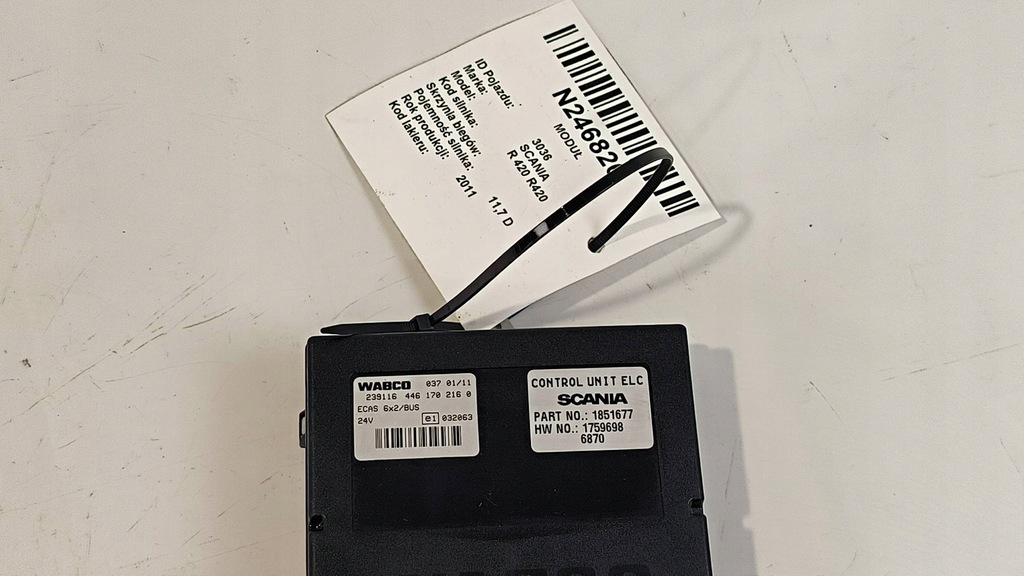 N24682
MODUL
ID Pojazdu: 3036
Marka: SCANIA
Model: R 420 R420
Kod silnika:
Skrzynia biegów:
Pojemność silnika: 11,7 D
Rok produkcji: 2011
Kod lakieru:
WABCO 037 01/11
239116 446 170 216 0
ECAS 6x2/BUS
24V e1 032063
CONTROL UNIT ELC
SCANIA
PART NO.: 1851677
HW NO.: 1759698
6870